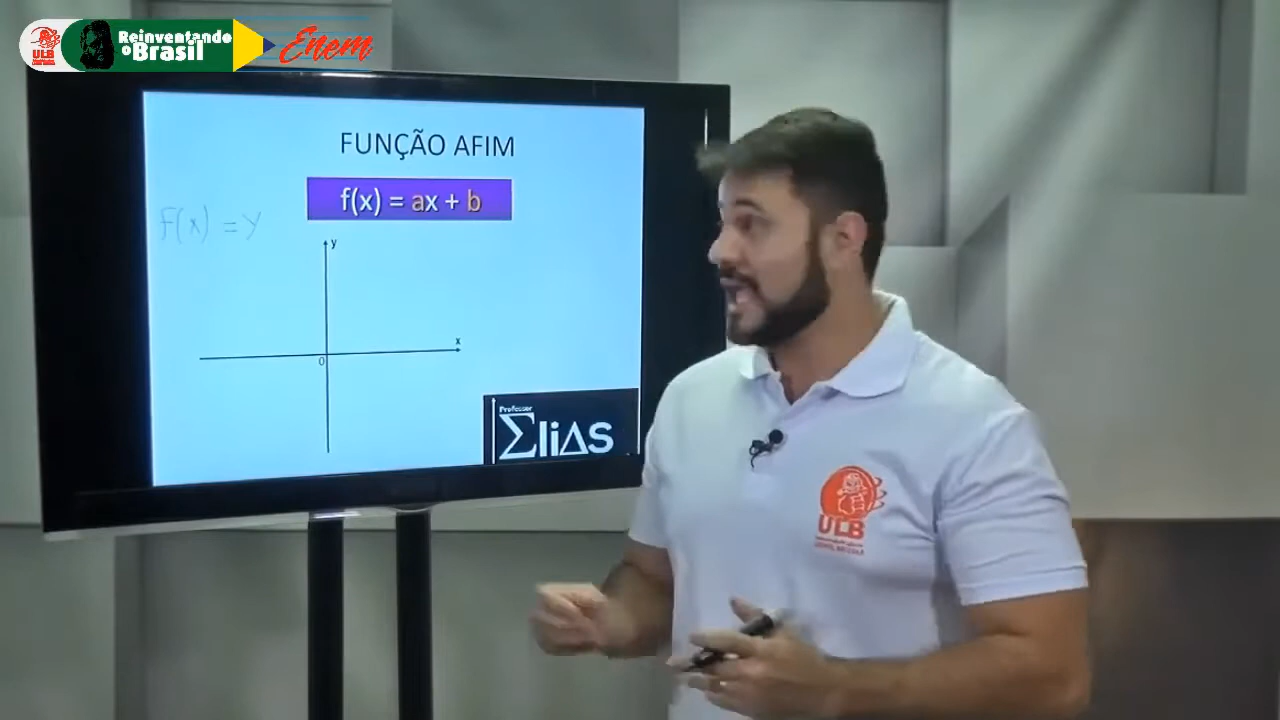 ULB
Reinventando
o Brasil
Enem
FUNÇÃO AFIM
f(x) = ax + b
F(x) = y
y
x
0
Professor
ΣliΔS
ULB